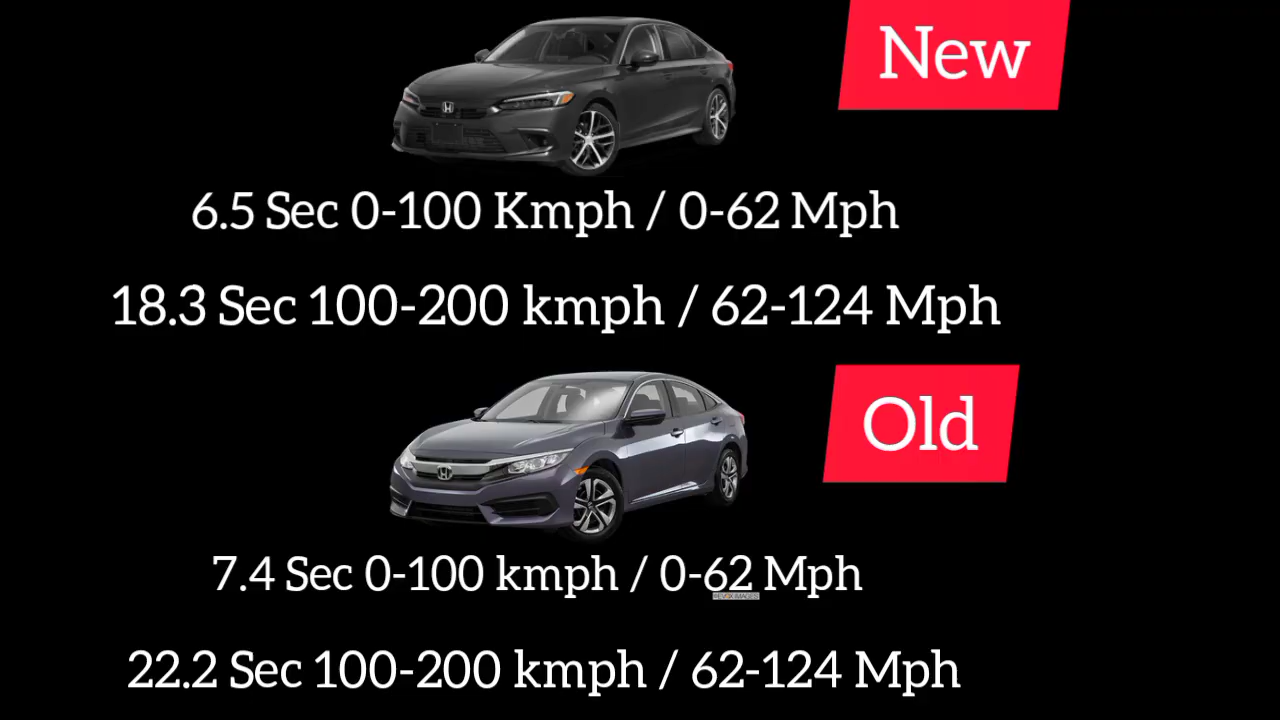 New
6.5 Sec 0-100 Kmph / 0-62 Mph
18.3 Sec 100-200 kmph / 62-124 Mph
Old
7.4 Sec 0-100 kmph / 0-62 Mph
22.2 Sec 100-200 kmph / 62-124 Mph